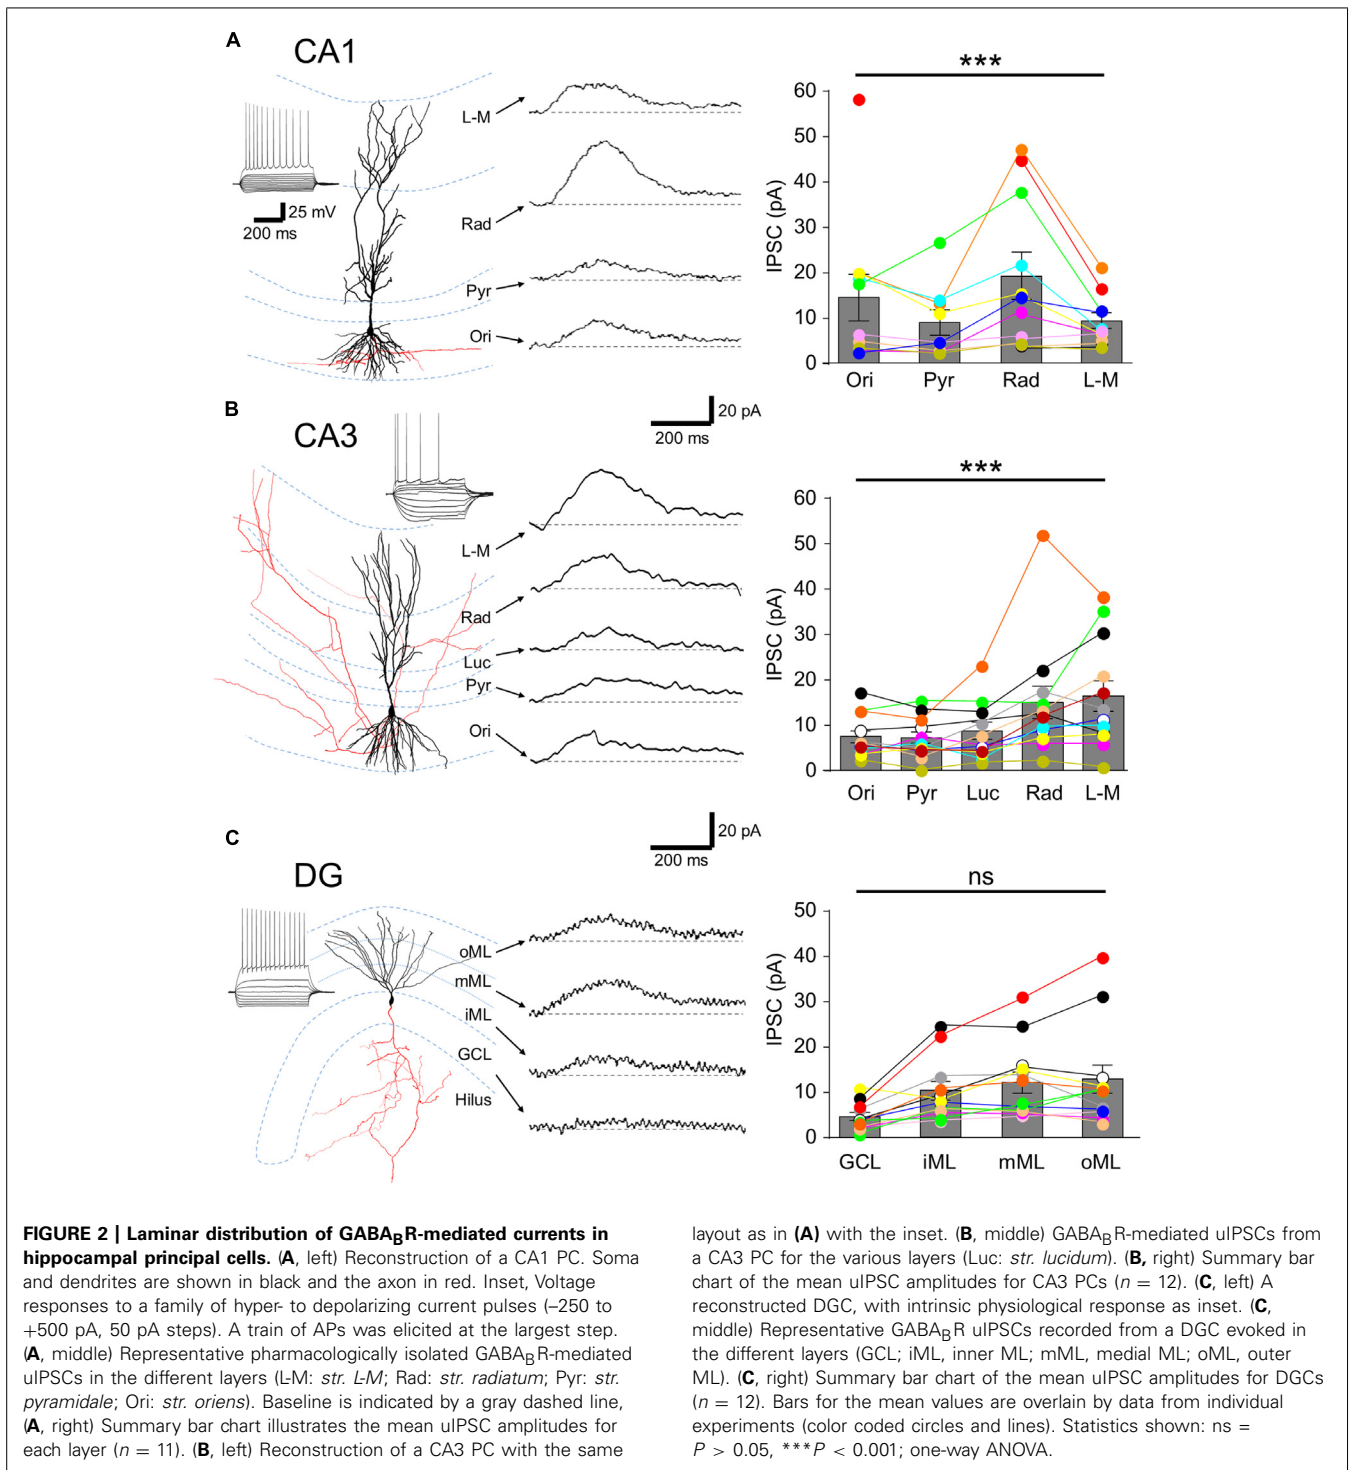 A
CA1
25 mV
200 ms
L-M
Rad
Pyr
Ori
***
IPSC (pA)
60
50
40
30
20
10
0
Ori Pyr Rad L-M
20 pA
200 ms
B
CA3
L-M
Rad
Luc
Pyr
Ori
***
IPSC (pA)
60
50
40
30
20
10
0
Ori Pyr Luc Rad L-M
20 pA
200 ms
C
DG
oML
mML
iML
GCL
Hilus
ns
IPSC (pA)
50
40
30
20
10
0
GCL iML mML oML
FIGURE 2 | Laminar distribution of GABABR-mediated currents in
hippocampal principal cells. (A, left) Reconstruction of a CA1 PC. Soma
and dendrites are shown in black and the axon in red. Inset, Voltage
responses to a family of hyper- to depolarizing current pulses (–250 to
+500 pA, 50 pA steps). A train of APs was elicited at the largest step.
(A, middle) Representative pharmacologically isolated GABABR-mediated
uIPSCs in the different layers (L-M: str. L-M; Rad: str. radiatum; Pyr: str.
pyramidale; Ori: str. oriens). Baseline is indicated by a gray dashed line,
(A, right) Summary bar chart illustrates the mean uIPSC amplitudes for
each layer (n = 11). (B, left) Reconstruction of a CA3 PC with the same
layout as in (A) with the inset. (B, middle) GABABR-mediated uIPSCs from
a CA3 PC for the various layers (Luc: str. lucidum). (B, right) Summary bar
chart of the mean uIPSC amplitudes for CA3 PCs (n = 12). (C, left) A
reconstructed DGC, with intrinsic physiological response as inset. (C,
middle) Representative GABABR uIPSCs recorded from a DGC evoked in
the different layers (GCL; iML, inner ML; mML, medial ML; oML, outer
ML). (C, right) Summary bar chart of the mean uIPSC amplitudes for DGCs
(n = 12). Bars for the mean values are overlain by data from individual
experiments (color coded circles and lines). Statistics shown: ns =
P > 0.05, ***P < 0.001; one-way ANOVA.